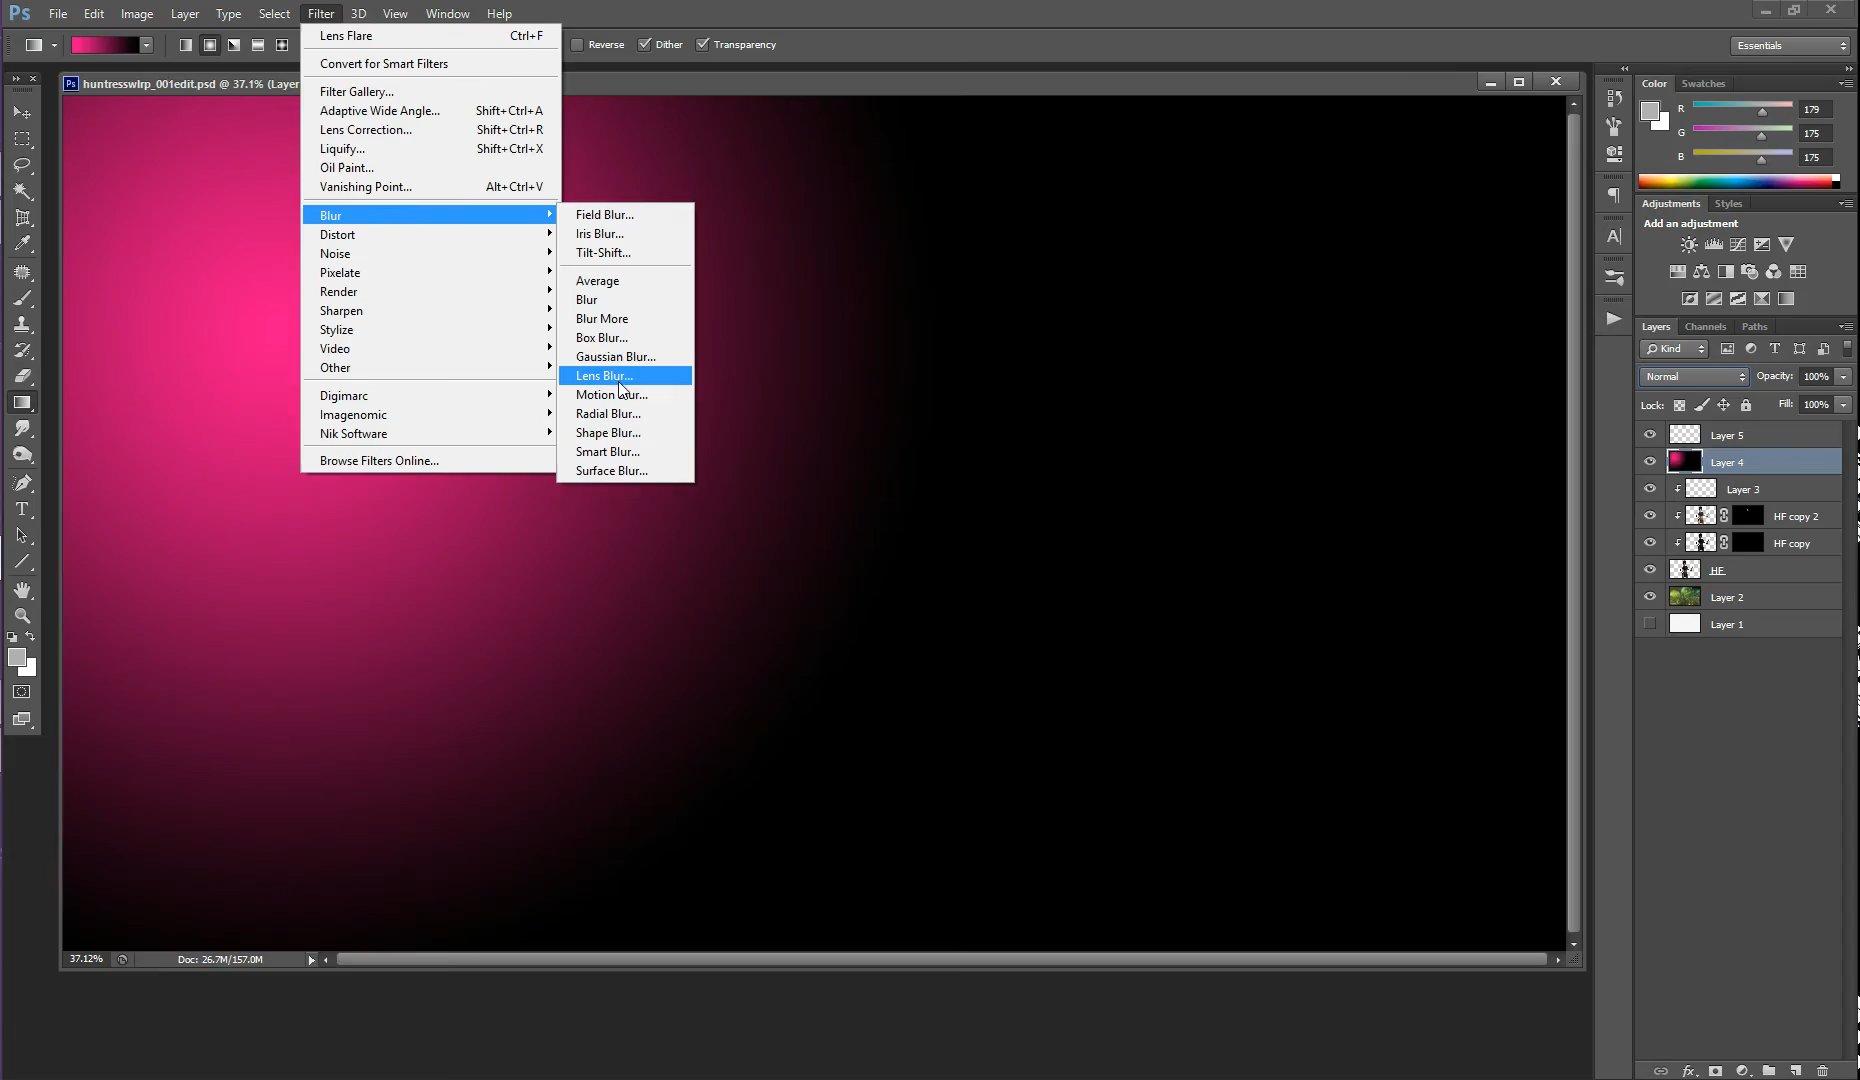 Ps File Edit Image Layer Type Select Filter 3D View Window Help
Reverse Dither Transparency Essentials
huntresswlrp_001edit.psd @ 37.1% (Layer
Lens Flare Ctrl+F
Convert for Smart Filters
Filter Gallery...
Adaptive Wide Angle... Shift+Ctrl+A
Lens Correction... Shift+Ctrl+R
Liquify... Shift+Ctrl+X
Oil Paint...
Vanishing Point... Alt+Ctrl+V
Blur
Distort
Noise
Pixelate
Render
Sharpen
Stylize
Video
Other
Digimarc
Imagenomic
Nik Software
Browse Filters Online...
Field Blur...
Iris Blur...
Tilt-Shift...
Average
Blur
Blur More
Box Blur...
Gaussian Blur...
Lens Blur...
Motion Blur...
Radial Blur...
Shape Blur...
Smart Blur...
Surface Blur...
Color Swatches
R 179
G 175
B 175
Adjustments Styles
Add an adjustment
Layers Channels Paths
Kind
Normal Opacity: 100%
Lock: Fill: 100%
Layer 5
Layer 4
Layer 3
HF copy 2
HF copy
HF
Layer 2
Layer 1
37.12% Doc: 26.7M/157.0M